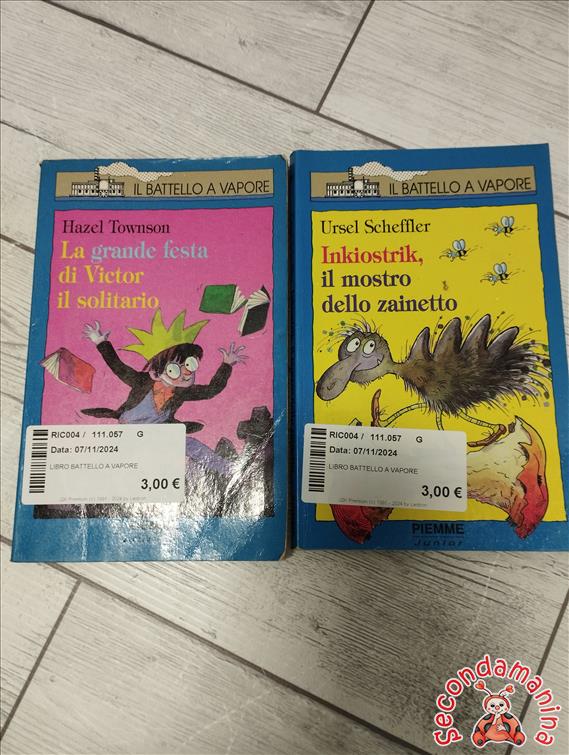 IL BATTELLO A VAPORE
Hazel Townson
La grande festa
di Victor
il solitario
RIC004 / 111.057 G
Data: 07/11/2024
LIBRO BATTELLO A VAPORE
3,00 €
IL BATTELLO A VAPORE
Ursel Scheffler
Inkiostrik,
il mostro
dello zainetto
RIC004 / 111.057 G
Data: 07/11/2024
LIBRO BATTELLO A VAPORE
3,00 €
PIEMME
Junior
Secondamanina